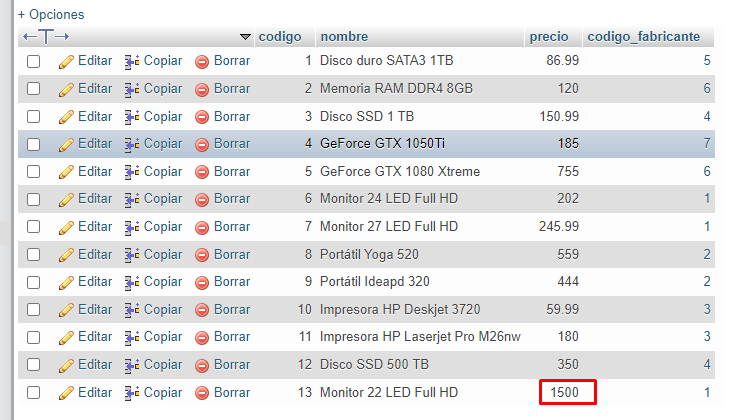 + Opciones
←T→ codigo nombre precio codigo_fabricante
Editar Copiar Borrar 1 Disco duro SATA3 1TB 86.99 5
Editar Copiar Borrar 2 Memoria RAM DDR4 8GB 120 6
Editar Copiar Borrar 3 Disco SSD 1 TB 150.99 4
Editar Copiar Borrar 4 GeForce GTX 1050Ti 185 7
Editar Copiar Borrar 5 GeForce GTX 1080 Xtreme 755 6
Editar Copiar Borrar 6 Monitor 24 LED Full HD 202 1
Editar Copiar Borrar 7 Monitor 27 LED Full HD 245.99 1
Editar Copiar Borrar 8 Portátil Yoga 520 559 2
Editar Copiar Borrar 9 Portátil Ideapd 320 444 2
Editar Copiar Borrar 10 Impresora HP Deskjet 3720 59.99 3
Editar Copiar Borrar 11 Impresora HP Laserjet Pro M26nw 180 3
Editar Copiar Borrar 12 Disco SSD 500 TB 350 4
Editar Copiar Borrar 13 Monitor 22 LED Full HD 1500 1